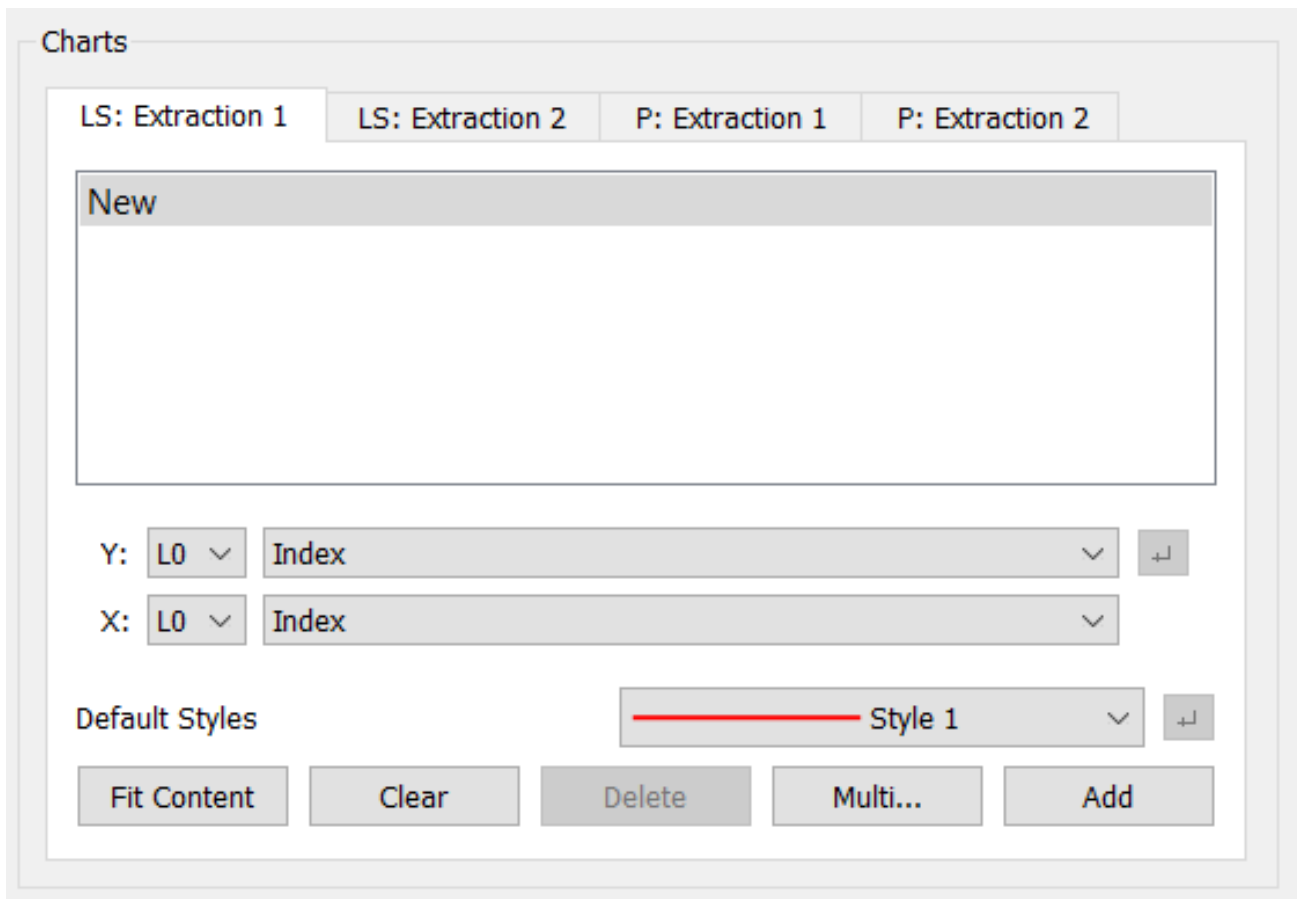 Charts
LS: Extraction 1 LS: Extraction 2 P: Extraction 1 P: Extraction 2
New
Y: L0 Index
X: L0 Index
Default Styles Style 1
Fit Content Clear Delete Multi... Add